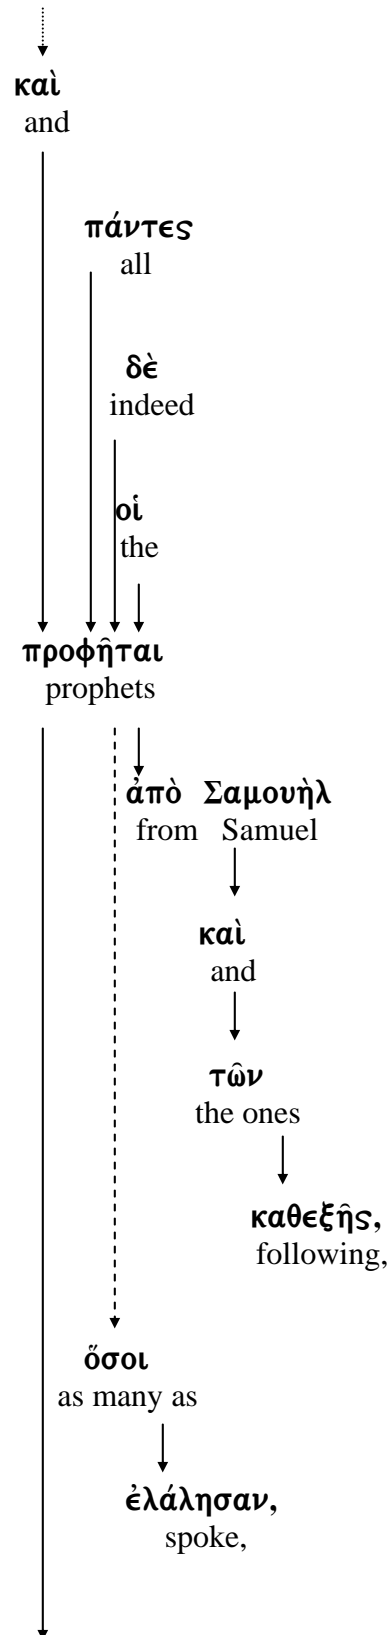 καὶ
and
πάντες
all
δὲ
indeed
οἱ
the
προφῆται
prophets
ἀπὸ Σαμουὴλ
from Samuel
καὶ
and
τῶν
the ones
καθεξῆς,
following,
ὅσοι
as many as
ἐλάλησαν,
spoke,